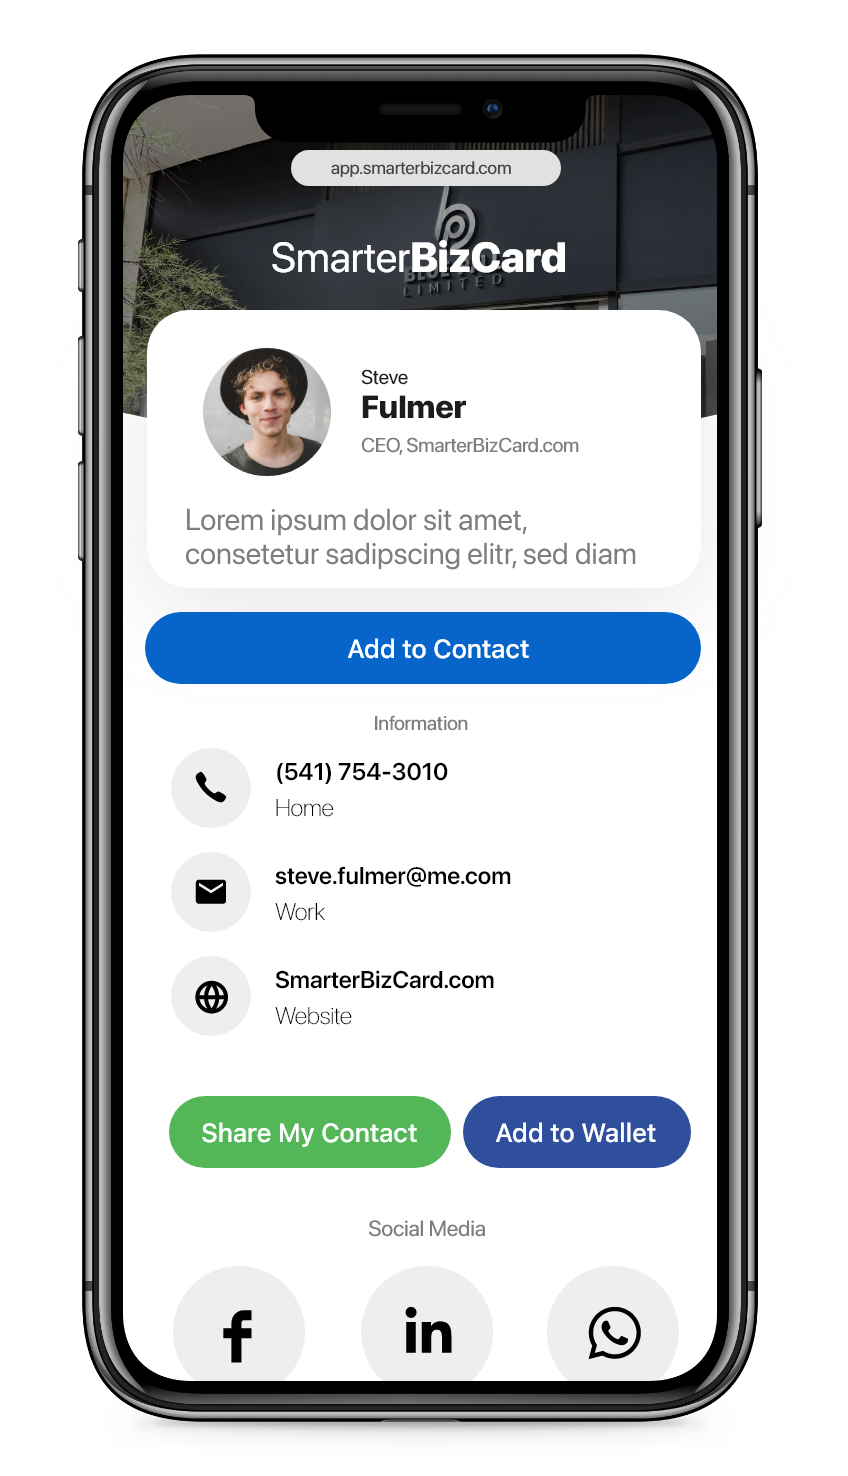 app.smarterbizcard.com
SmarterBizCard
LIMITED
Steve
Fulmer
CEO, SmarterBizCard.com
Lorem ipsum dolor sit amet,
consetetur sadipscing elitr, sed diam
Add to Contact
Information
(541) 754-3010
Home
steve.fulmer@me.com
Work
SmarterBizCard.com
Website
Share My Contact
Add to Wallet
Social Media
f
in